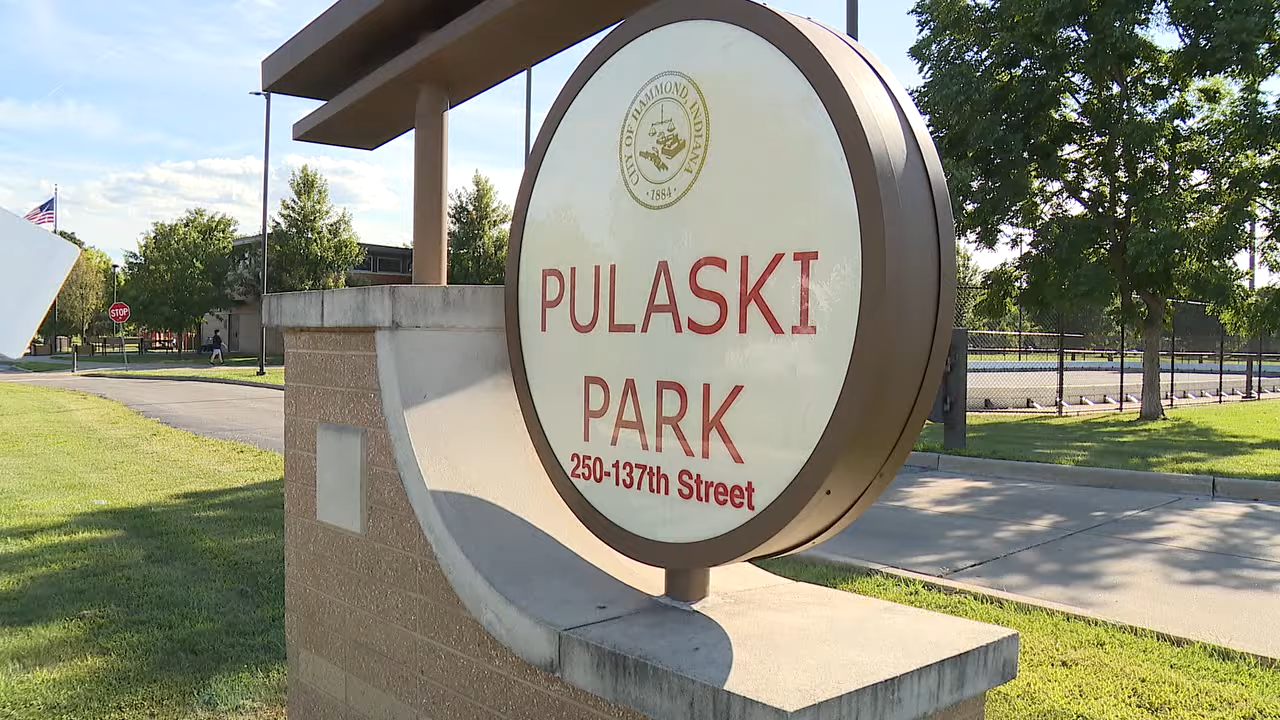 CITY OF HAMMOND, INDIANA
· 1884 ·
PULASKI
PARK
250-137th Street
STOP